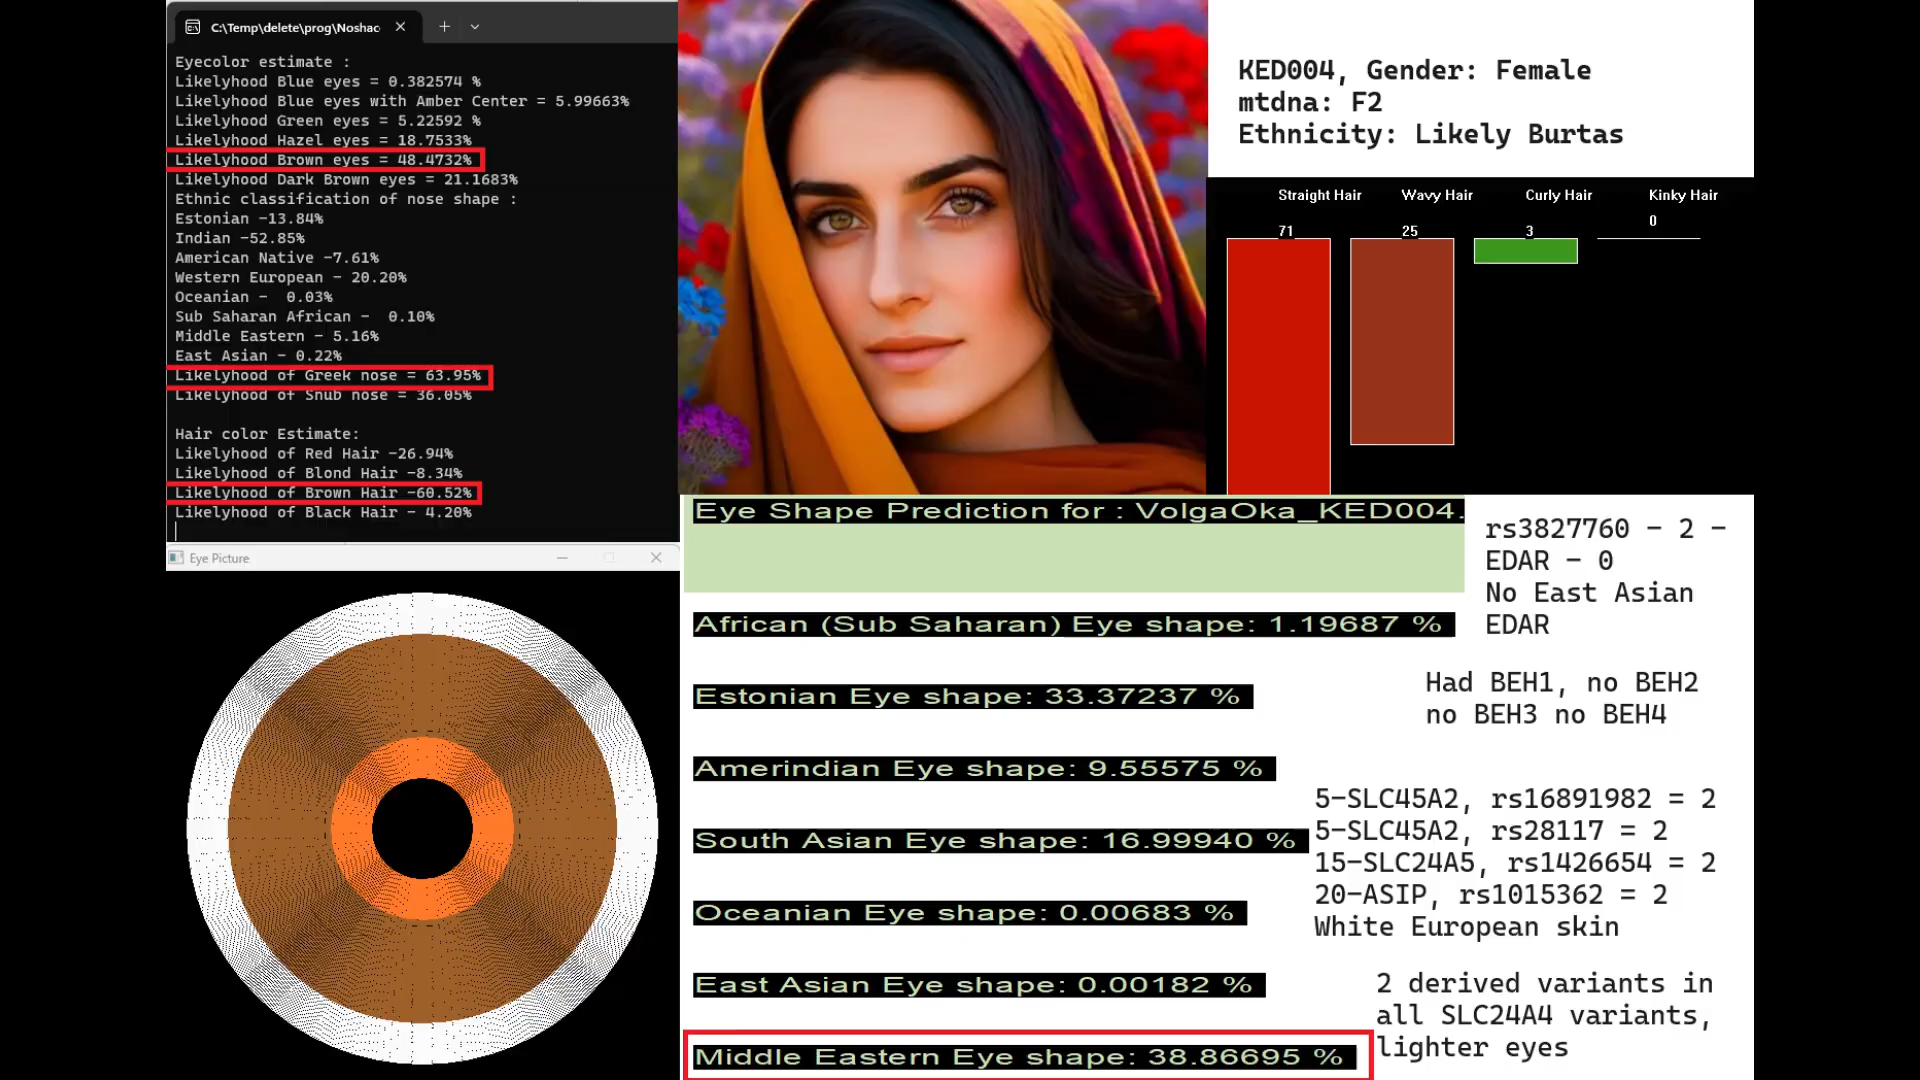 C:\Temp\delete\prog\Noshac
Eyecolor estimate :
Likelyhood Blue eyes = 0.382574 %
Likelyhood Blue eyes with Amber Center = 5.99663%
Likelyhood Green eyes = 5.22592 %
Likelyhood Hazel eyes = 18.7533%
Likelyhood Brown eyes = 48.4732%
Likelyhood Dark Brown eyes = 21.1683%
Ethnic classification of nose shape :
Estonian -13.84%
Indian -52.85%
American Native -7.61%
Western European - 20.20%
Oceanian -  0.03%
Sub Saharan African -  0.10%
Middle Eastern - 5.16%
East Asian - 0.22%
Likelyhood of Greek nose = 63.95%
Likelyhood of Snub nose = 36.05%
Hair color Estimate:
Likelyhood of Red Hair -26.94%
Likelyhood of Blond Hair -8.34%
Likelyhood of Brown Hair -60.52%
Likelyhood of Black Hair - 4.20%
Eye Picture
KED004, Gender: Female
mtdna: F2
Ethnicity: Likely Burtas
Straight Hair Wavy Hair Curly Hair Kinky Hair
71 25 3 0
Eye Shape Prediction for : VolgaOka_KED004.
African (Sub Saharan) Eye shape: 1.19687 %
Estonian Eye shape: 33.37237 %
Amerindian Eye shape: 9.55575 %
South Asian Eye shape: 16.99940 %
Oceanian Eye shape: 0.00683 %
East Asian Eye shape: 0.00182 %
Middle Eastern Eye shape: 38.86695 %
rs3827760 - 2 -
EDAR - 0
No East Asian
EDAR
Had BEH1, no BEH2
no BEH3 no BEH4
5-SLC45A2, rs16891982 = 2
5-SLC45A2, rs28117 = 2
15-SLC24A5, rs1426654 = 2
20-ASIP, rs1015362 = 2
White European skin
2 derived variants in
all SLC24A4 variants,
lighter eyes